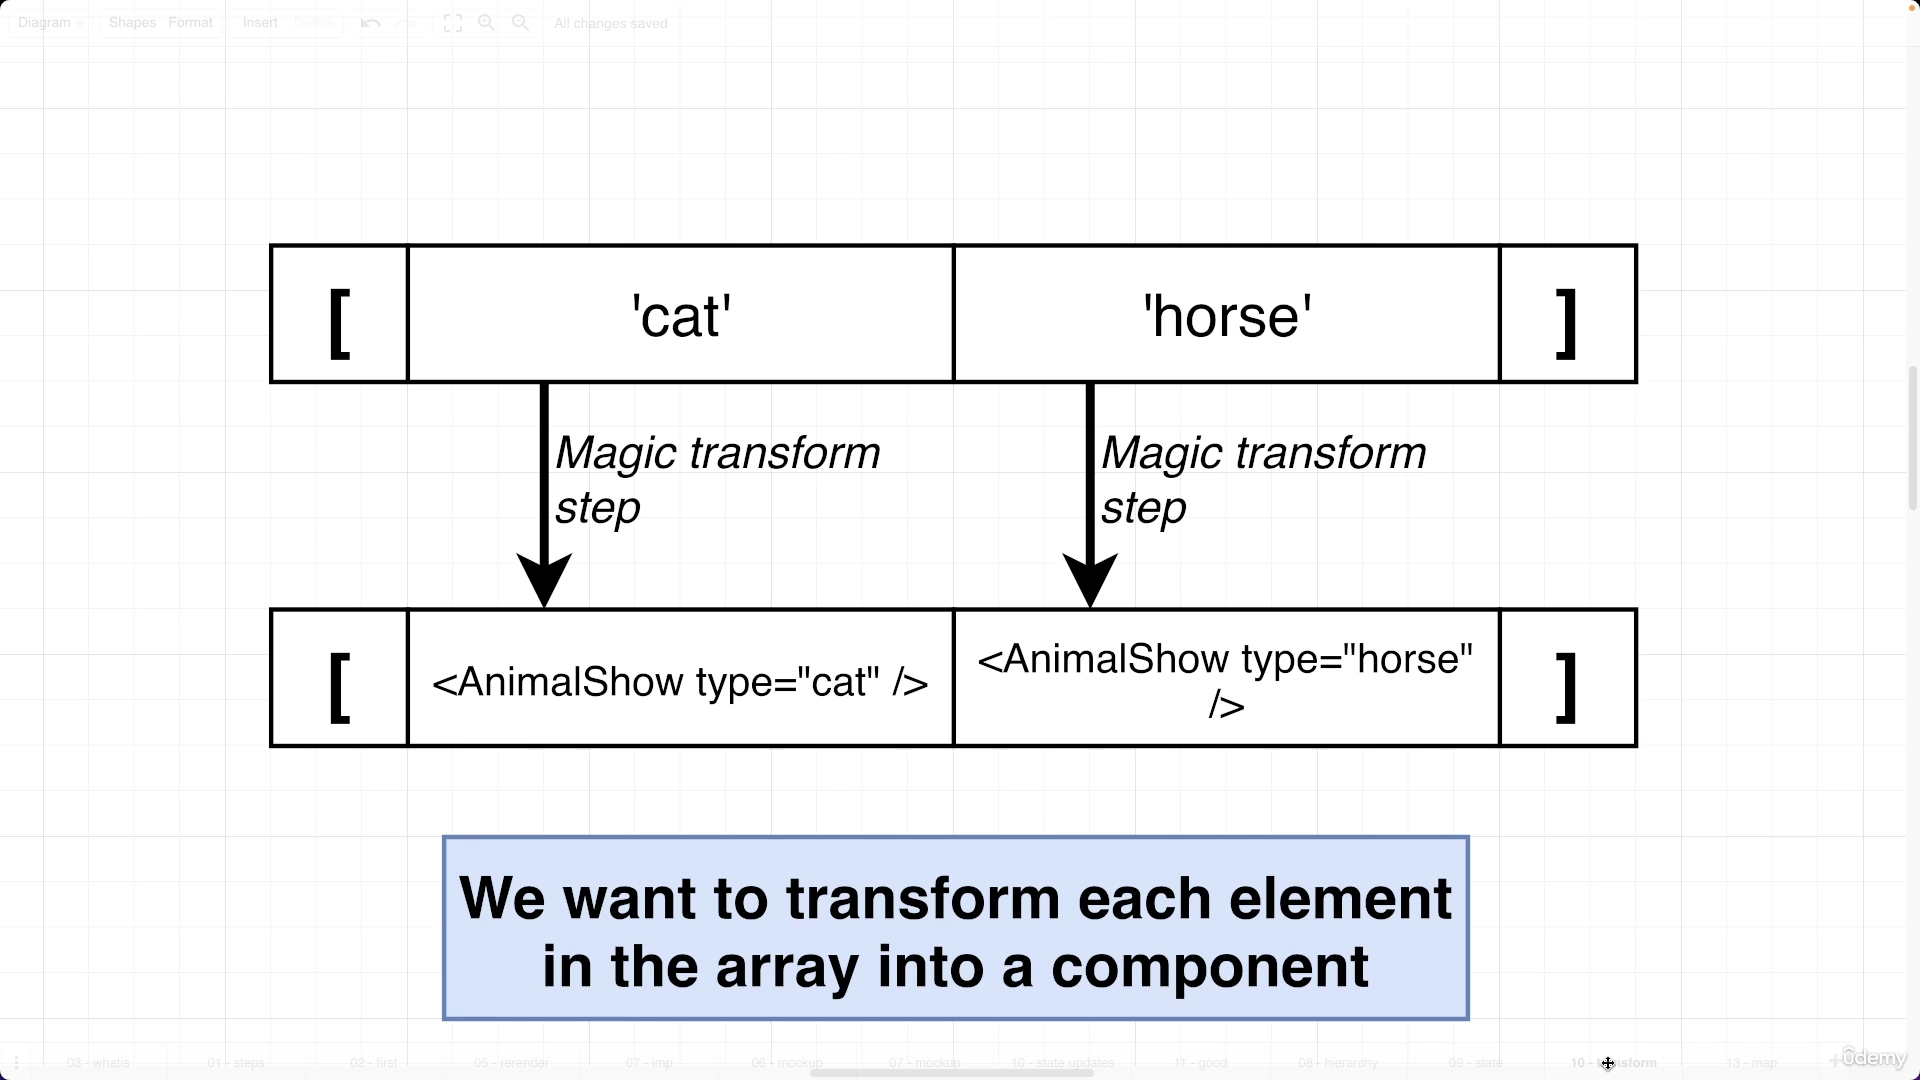 Diagram Shapes Format Insert Delete All changes saved
[ 'cat' 'horse' ]
Magic transform
step
Magic transform
step
[ <AnimalShow type="cat" /> <AnimalShow type="horse"
/> ]
We want to transform each element
in the array into a component
03 - whatis 01 - steps 02 - first 05 - rerender 07 - imp 06 - mockup 07 - mockup 10 - state updates 11 - good 08 - hierarchy 09 - state 10 - transform 13 - map
ûdemy